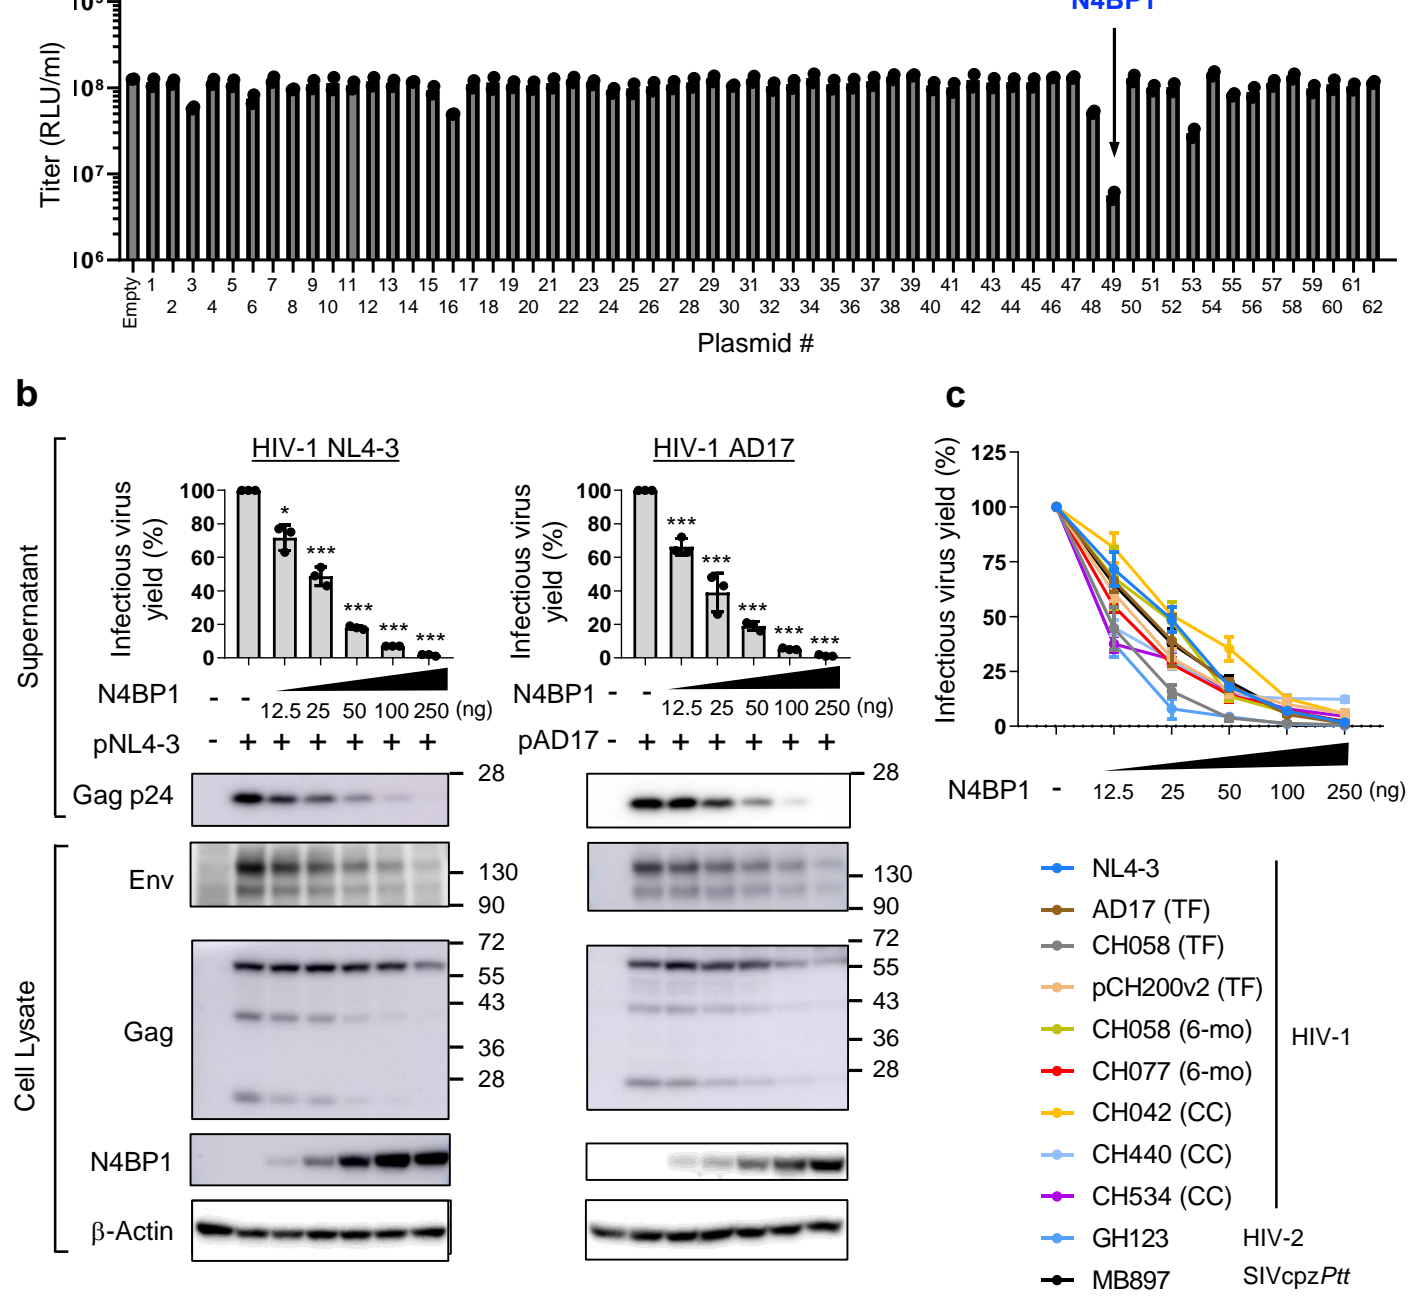 N4BP1
Titer (RLU/ml)
10⁹
10⁸
10⁷
10⁶
Empty 1 3 5 7 9 11 13 15 17 19 21 23 25 27 29 31 33 35 37 39 41 43 45 47 49 51 53 55 57 59 61
2 4 6 8 10 12 14 16 18 20 22 24 26 28 30 32 34 36 38 40 42 44 46 48 50 52 54 56 58 60 62
Plasmid #
b
Supernatant
HIV-1 NL4-3
Infectious virus
yield (%)
100
80
60
40
20
0
* *** *** *** ***
N4BP1 - - 12.5 25 50 100 250 (ng)
pNL4-3 - + + + + + +
HIV-1 AD17
Infectious virus
yield (%)
100
80
60
40
20
0
*** *** *** *** ***
N4BP1 - - 12.5 25 50 100 250 (ng)
pAD17 - + + + + + +
Gag p24
28
28
Cell Lysate
Env
130
90
130
90
Gag
72
55
43
36
28
72
55
43
36
28
N4BP1
β-Actin
c
Infectious virus yield (%)
125
100
75
50
25
0
N4BP1 - 12.5 25 50 100 250 (ng)
NL4-3
AD17 (TF)
CH058 (TF)
pCH200v2 (TF)
CH058 (6-mo)
CH077 (6-mo)
CH042 (CC)
CH440 (CC)
CH534 (CC)
HIV-1
GH123 HIV-2
MB897 SIVcpzPtt